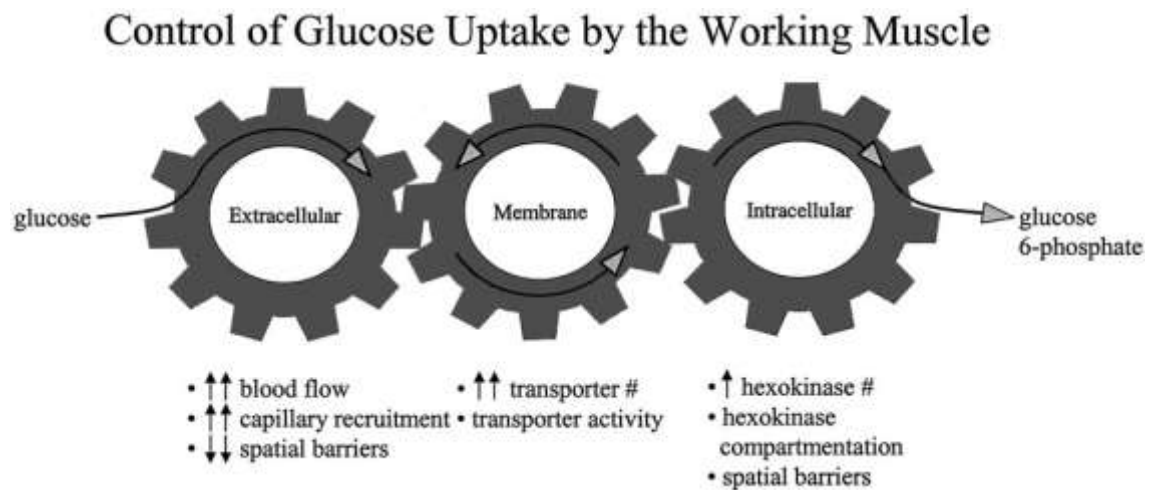 Control of Glucose Uptake by the Working Muscle
glucose
Extracellular
Membrane
Intracellular
glucose
6-phosphate
• ↑↑ blood flow
• ↑↑ capillary recruitment
• ↓↓ spatial barriers
• ↑↑ transporter #
• transporter activity
• ↑ hexokinase #
• hexokinase
compartmentation
• spatial barriers